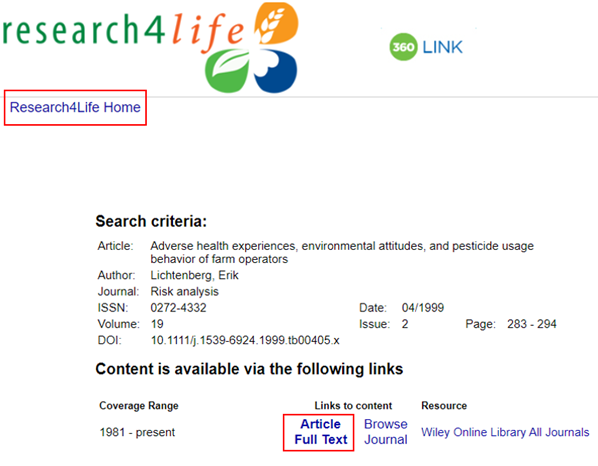 research4life
360 LINK
Research4Life Home
Search criteria:
Article: Adverse health experiences, environmental attitudes, and pesticide usage
behavior of farm operators
Author: Lichtenberg, Erik
Journal: Risk analysis
ISSN: 0272-4332 Date: 04/1999
Volume: 19 Issue: 2 Page: 283 - 294
DOI: 10.1111/j.1539-6924.1999.tb00405.x
Content is available via the following links
Coverage Range Links to content Resource
1981 - present Article Full Text Browse Journal Wiley Online Library All Journals